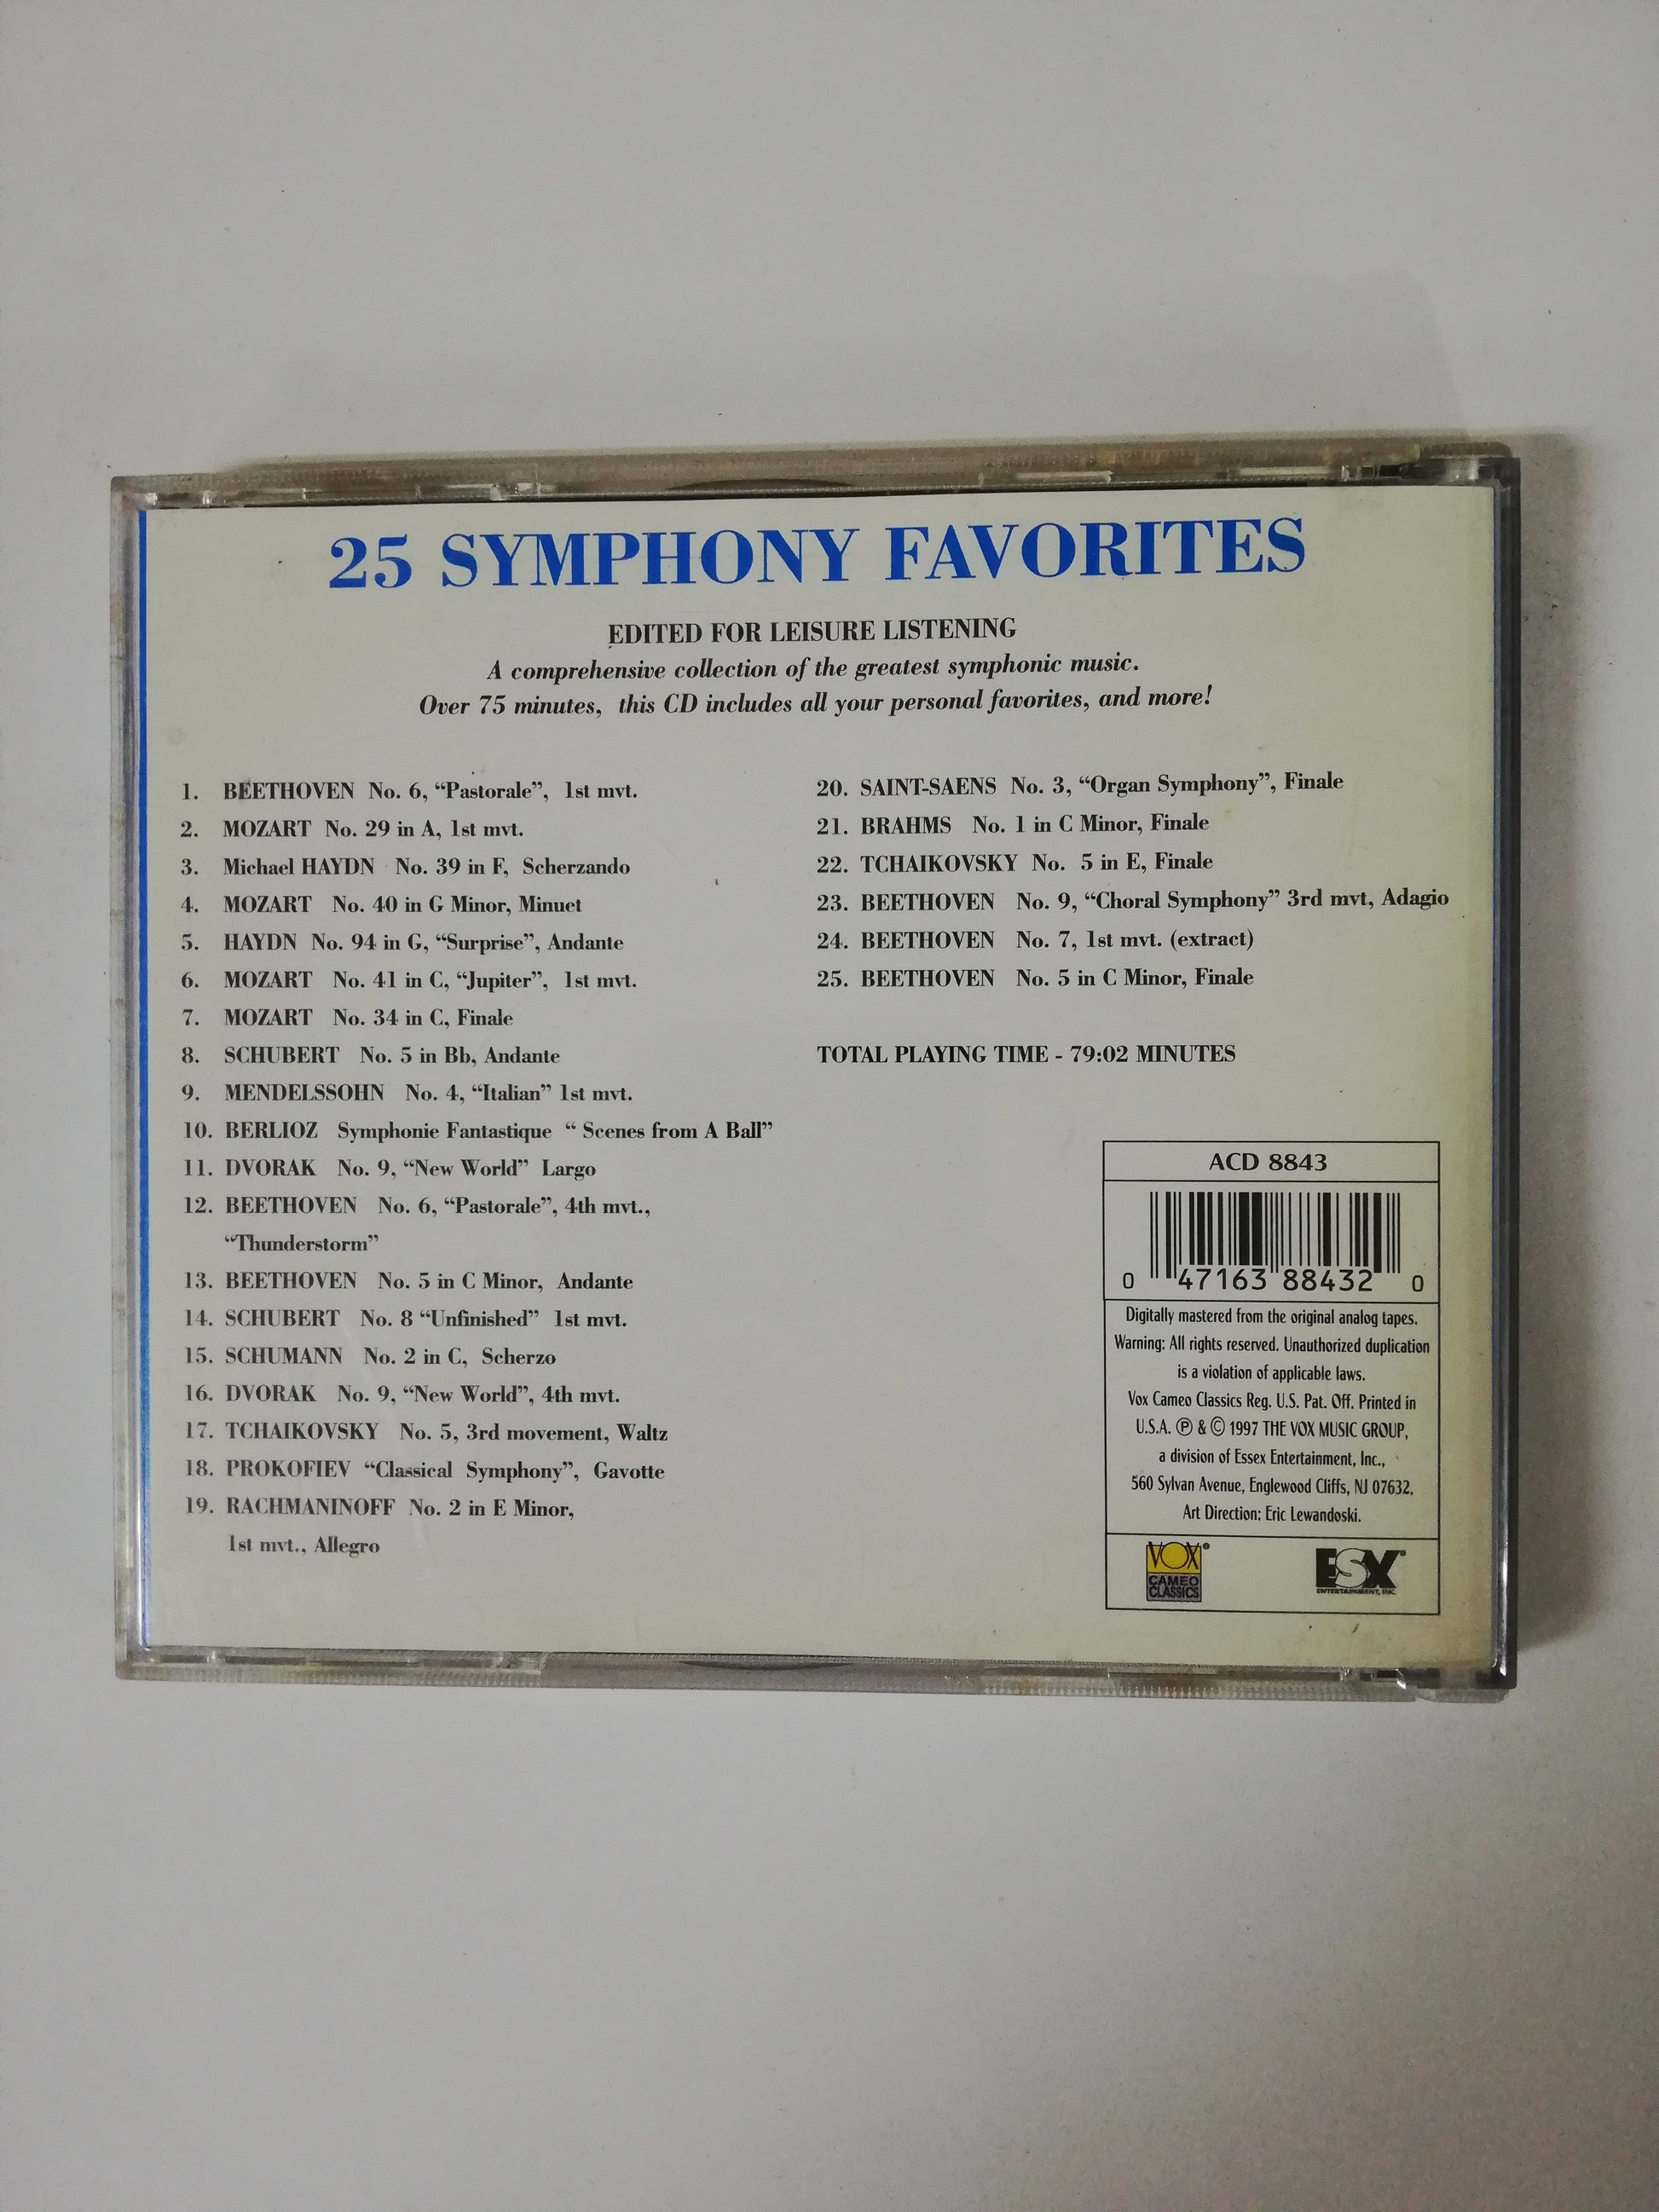 25 SYMPHONY FAVORITES
EDITED FOR LEISURE LISTENING
A comprehensive collection of the greatest symphonic music.
Over 75 minutes, this CD includes all your personal favorites, and more!
1. BEETHOVEN No. 6, “Pastorale”, 1st mvt.
2. MOZART No. 29 in A, 1st mvt.
3. Michael HAYDN No. 39 in F, Scherzando
4. MOZART No. 40 in G Minor, Minuet
5. HAYDN No. 94 in G, “Surprise”, Andante
6. MOZART No. 41 in C, “Jupiter”, 1st mvt.
7. MOZART No. 34 in C, Finale
8. SCHUBERT No. 5 in Bb, Andante
9. MENDELSSOHN No. 4, “Italian” 1st mvt.
10. BERLIOZ Symphonie Fantastique “ Scenes from A Ball”
11. DVORAK No. 9, “New World” Largo
12. BEETHOVEN No. 6, “Pastorale”, 4th mvt.,
“Thunderstorm”
13. BEETHOVEN No. 5 in C Minor, Andante
14. SCHUBERT No. 8 “Unfinished” 1st mvt.
15. SCHUMANN No. 2 in C, Scherzo
16. DVORAK No. 9, “New World”, 4th mvt.
17. TCHAIKOVSKY No. 5, 3rd movement, Waltz
18. PROKOFIEV “Classical Symphony”, Gavotte
19. RACHMANINOFF No. 2 in E Minor,
1st mvt., Allegro
20. SAINT-SAENS No. 3, “Organ Symphony”, Finale
21. BRAHMS No. 1 in C Minor, Finale
22. TCHAIKOVSKY No. 5 in E, Finale
23. BEETHOVEN No. 9, “Choral Symphony” 3rd mvt, Adagio
24. BEETHOVEN No. 7, 1st mvt. (extract)
25. BEETHOVEN No. 5 in C Minor, Finale
TOTAL PLAYING TIME - 79:02 MINUTES
ACD 8843
0 47163 88432 0
Digitally mastered from the original analog tapes.
Warning: All rights reserved. Unauthorized duplication
is a violation of applicable laws.
Vox Cameo Classics Reg. U.S. Pat. Off. Printed in
U.S.A. ℗ & © 1997 THE VOX MUSIC GROUP,
a division of Essex Entertainment, Inc.,
560 Sylvan Avenue, Englewood Cliffs, NJ 07632.
Art Direction: Eric Lewandoski.
VOX®
CAMEO
CLASSICS
ESX®
ENTERTAINMENT, INC.